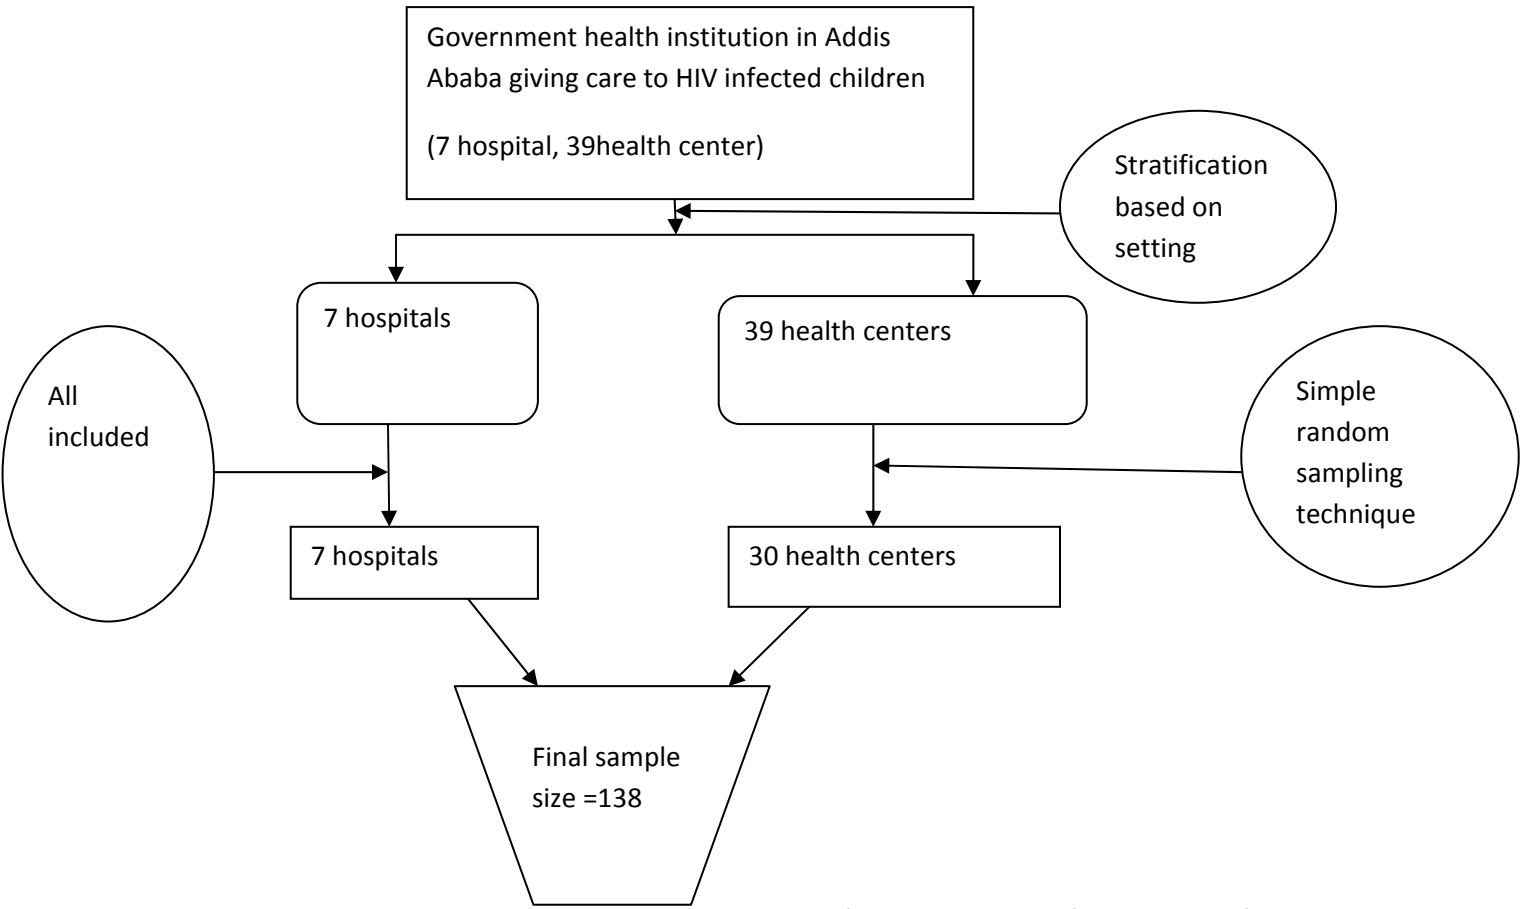 Government health institution in Addis
Ababa giving care to HIV infected children
(7 hospital, 39health center)
Stratification
based on
setting
7 hospitals
39 health centers
All
included
Simple
random
sampling
technique
7 hospitals
30 health centers
Final sample
size =138